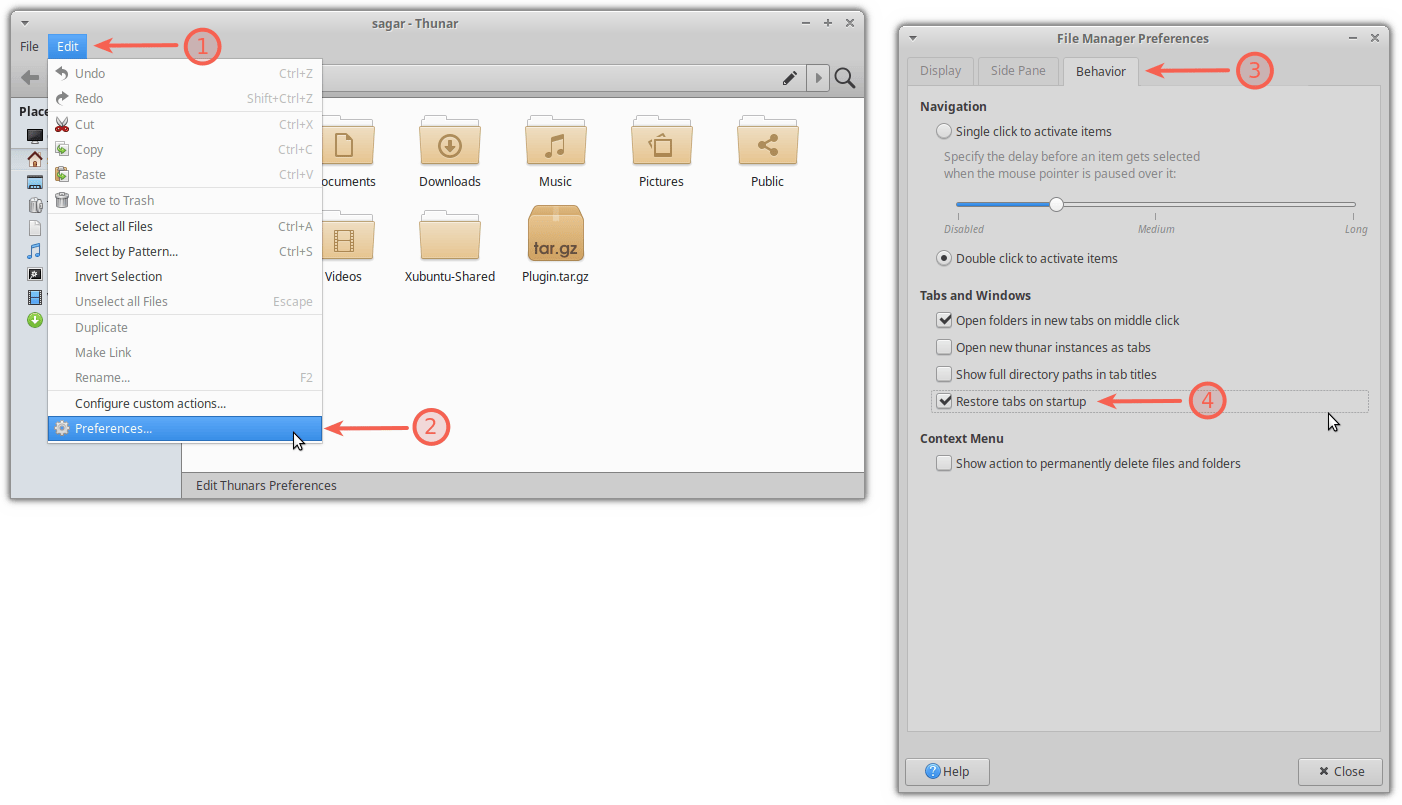 sagar - Thunar
File Edit 1
Undo Ctrl+Z
Redo Shift+Ctrl+Z
Cut Ctrl+X
Copy Ctrl+C
Paste Ctrl+V
Move to Trash
Select all Files Ctrl+A
Select by Pattern... Ctrl+S
Invert Selection
Unselect all Files Escape
Duplicate
Make Link
Rename... F2
Configure custom actions...
Preferences... 2
Place
ocuments Downloads Music Pictures Public
tar.gz
Videos Xubuntu-Shared Plugin.tar.gz
Edit Thunars Preferences
File Manager Preferences
Display Side Pane Behavior 3
Navigation
Single click to activate items
Specify the delay before an item gets selected
when the mouse pointer is paused over it:
Disabled Medium Long
Double click to activate items
Tabs and Windows
Open folders in new tabs on middle click
Open new thunar instances as tabs
Show full directory paths in tab titles
Restore tabs on startup 4
Context Menu
Show action to permanently delete files and folders
? Help Close